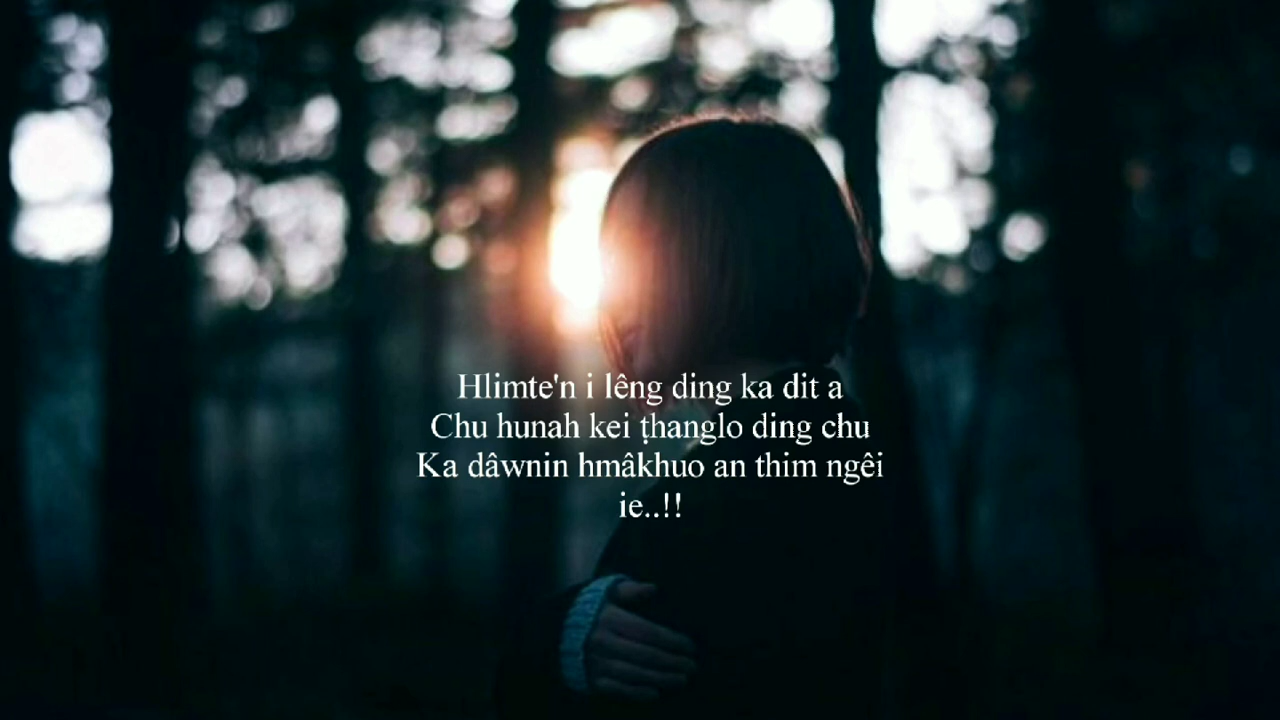 Hlimte'n i lêng ding ka dit a
Chu hunah kei ṭhanglo ding chu
Ka dâwnin hmâkhuo an thim ngêi
ie..!!